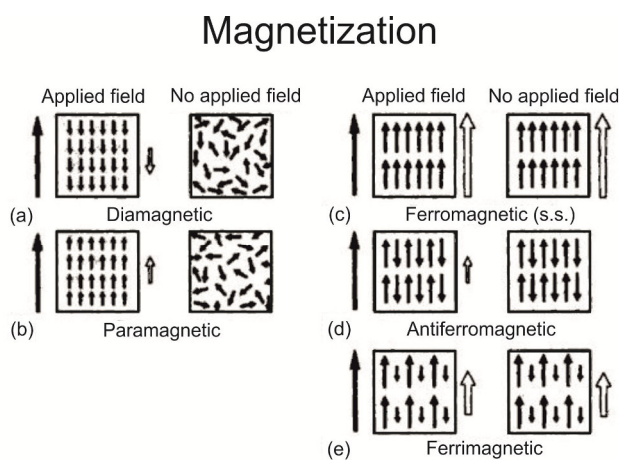 Magnetization
Applied field No applied field
(a) Diamagnetic
(b) Paramagnetic
Applied field No applied field
(c) Ferromagnetic (s.s.)
(d) Antiferromagnetic
(e) Ferrimagnetic